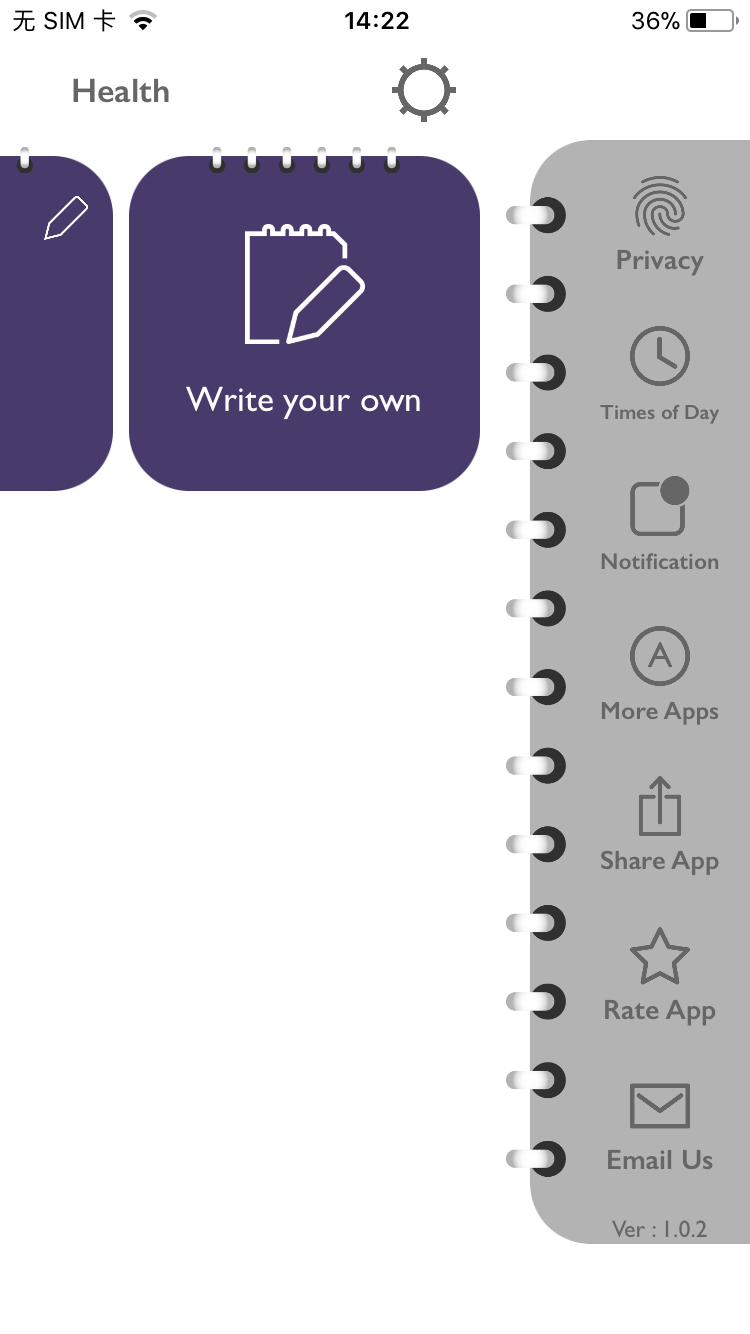 无 SIM 卡
14:22
36%
Health
Write your own
Privacy
Times of Day
Notification
A
More Apps
Share App
Rate App
Email Us
Ver : 1.0.2